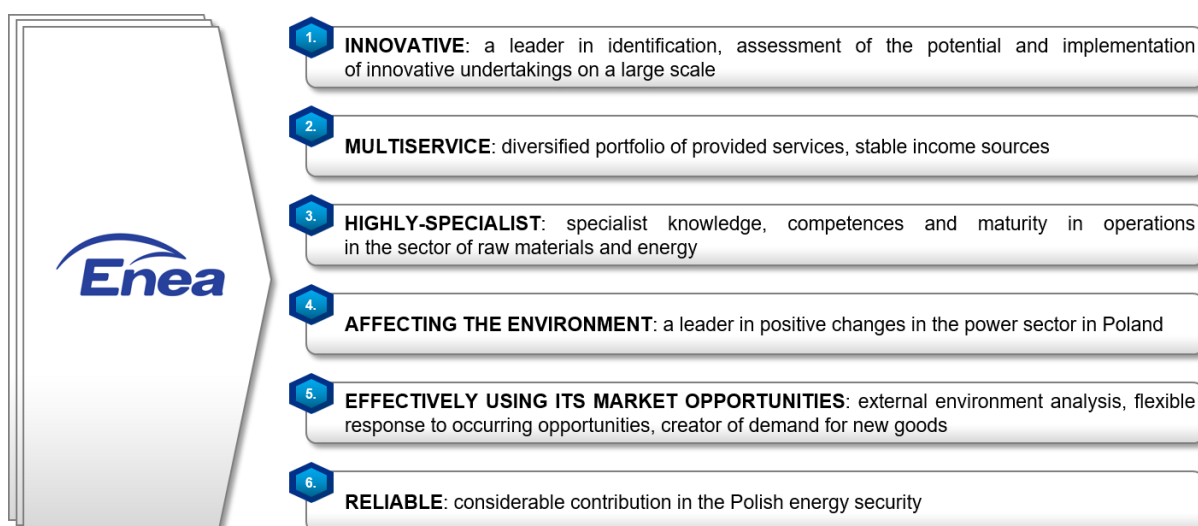 Enea
1.
INNOVATIVE: a leader in identification, assessment of the potential and implementation
of innovative undertakings on a large scale
2.
MULTISERVICE: diversified portfolio of provided services, stable income sources
3.
HIGHLY-SPECIALIST: specialist knowledge, competences and maturity in operations
in the sector of raw materials and energy
4.
AFFECTING THE ENVIRONMENT: a leader in positive changes in the power sector in Poland
5.
EFFECTIVELY USING ITS MARKET OPPORTUNITIES: external environment analysis, flexible
response to occurring opportunities, creator of demand for new goods
6.
RELIABLE: considerable contribution in the Polish energy security